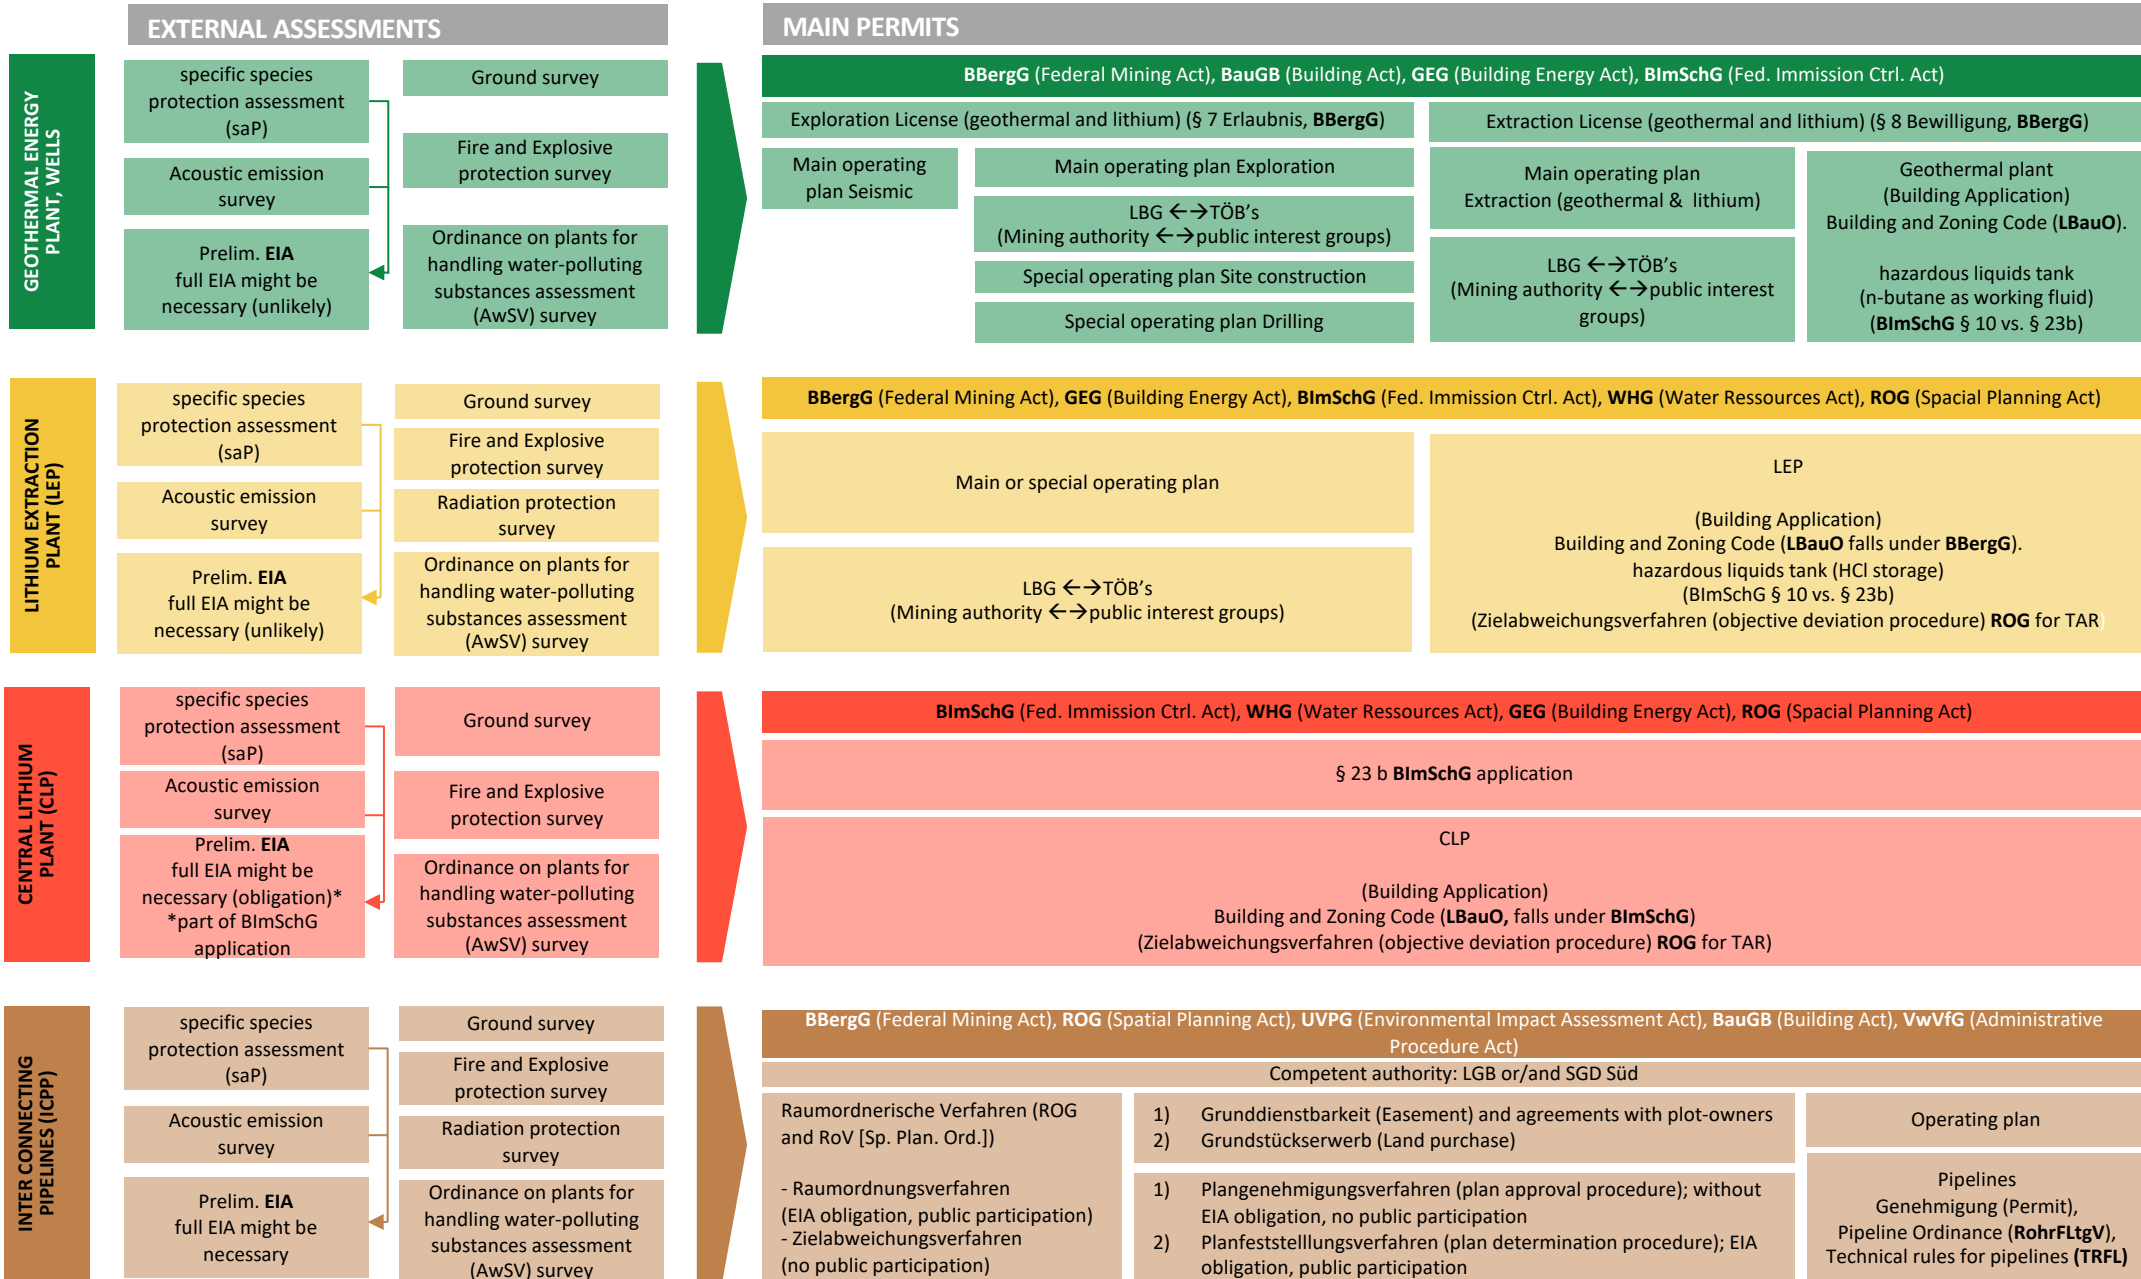 EXTERNAL ASSESSMENTS
MAIN PERMITS
GEOTHERMAL ENERGY
PLANT, WELLS
specific species
protection assessment
(saP)
Acoustic emission
survey
Prelim. EIA
full EIA might be
necessary (unlikely)
Ground survey
Fire and Explosive
protection survey
Ordinance on plants for
handling water-polluting
substances assessment
(AwSV) survey
BBergG (Federal Mining Act), BauGB (Building Act), GEG (Building Energy Act), BImSchG (Fed. Immission Ctrl. Act)
Exploration License (geothermal and lithium) (§ 7 Erlaubnis, BBergG)
Main operating
plan Seismic
Main operating plan Exploration
LBG ←→TÖB's
(Mining authority ←→public interest groups)
Special operating plan Site construction
Special operating plan Drilling
Extraction License (geothermal and lithium) (§ 8 Bewilligung, BBergG)
Main operating plan
Extraction (geothermal & lithium)
LBG ←→TÖB's
(Mining authority ←→public interest
groups)
Geothermal plant
(Building Application)
Building and Zoning Code (LBauO).
hazardous liquids tank
(n-butane as working fluid)
(BImSchG § 10 vs. § 23b)
LITHIUM EXTRACTION
PLANT (LEP)
specific species
protection assessment
(saP)
Acoustic emission
survey
Prelim. EIA
full EIA might be
necessary (unlikely)
Ground survey
Fire and Explosive
protection survey
Radiation protection
survey
Ordinance on plants for
handling water-polluting
substances assessment
(AwSV) survey
BBergG (Federal Mining Act), GEG (Building Energy Act), BImSchG (Fed. Immission Ctrl. Act), WHG (Water Ressources Act), ROG (Spacial Planning Act)
Main or special operating plan
LBG ←→TÖB's
(Mining authority ←→public interest groups)
LEP
(Building Application)
Building and Zoning Code (LBauO falls under BBergG).
hazardous liquids tank (HCl storage)
(BImSchG § 10 vs. § 23b)
(Zielabweichungsverfahren (objective deviation procedure) ROG for TAR)
CENTRAL LITHIUM
PLANT (CLP)
specific species
protection assessment
(saP)
Acoustic emission
survey
Prelim. EIA
full EIA might be
necessary (obligation)*
*part of BImSchG
application
Ground survey
Fire and Explosive
protection survey
Ordinance on plants for
handling water-polluting
substances assessment
(AwSV) survey
BImSchG (Fed. Immission Ctrl. Act), WHG (Water Ressources Act), GEG (Building Energy Act), ROG (Spacial Planning Act)
§ 23 b BImSchG application
CLP
(Building Application)
Building and Zoning Code (LBauO, falls under BImSchG)
(Zielabweichungsverfahren (objective deviation procedure) ROG for TAR)
INTER CONNECTING
PIPELINES (ICPP)
specific species
protection assessment
(saP)
Acoustic emission
survey
Prelim. EIA
full EIA might be
necessary
Ground survey
Fire and Explosive
protection survey
Radiation protection
survey
Ordinance on plants for
handling water-polluting
substances assessment
(AwSV) survey
BBergG (Federal Mining Act), ROG (Spatial Planning Act), UVPG (Environmental Impact Assessment Act), BauGB (Building Act), VwVfG (Administrative
Procedure Act)
Competent authority: LGB or/and SGD Süd
Raumordnerische Verfahren (ROG
and RoV [Sp. Plan. Ord.])
- Raumordnungsverfahren
(EIA obligation, public participation)
- Zielabweichungsverfahren
(no public participation)
1) Grunddienstbarkeit (Easement) and agreements with plot-owners
2) Grundstückserwerb (Land purchase)
1) Plangenehmigungsverfahren (plan approval procedure); without
EIA obligation, no public participation
2) Planfeststelllungsverfahren (plan determination procedure); EIA
obligation, public participation
Operating plan
Pipelines
Genehmigung (Permit),
Pipeline Ordinance (RohrFLtgV),
Technical rules for pipelines (TRFL)